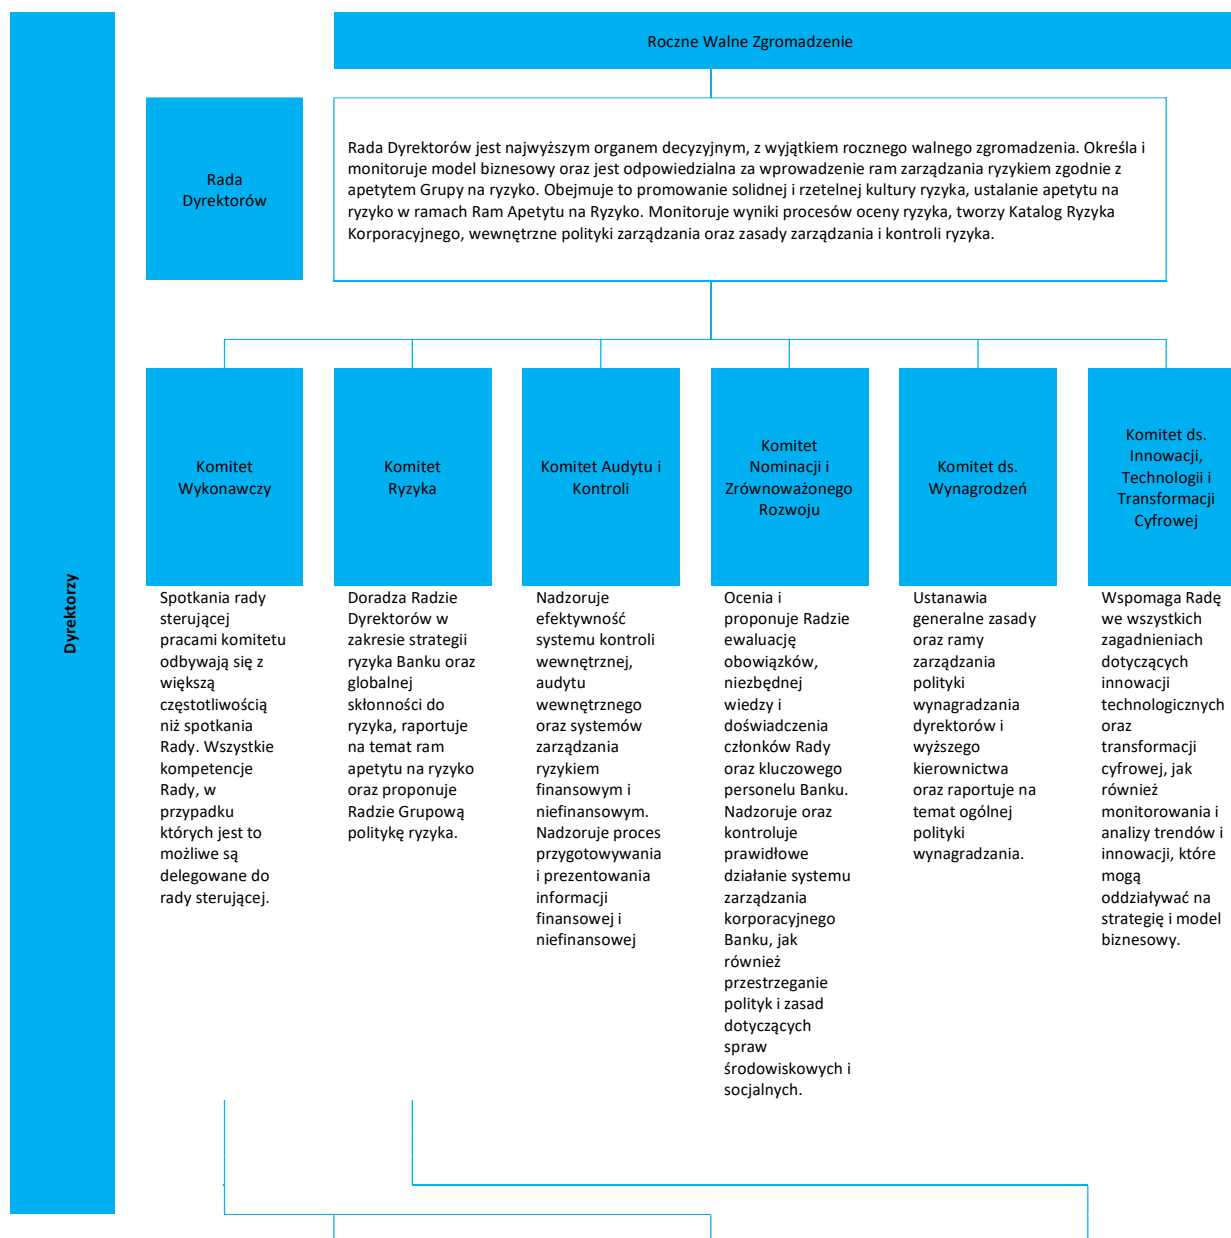 Roczne Walne Zgromadzenie
Rada
Dyrektorów
Rada Dyrektorów jest najwyższym organem decyzyjnym, z wyjątkiem rocznego walnego zgromadzenia. Określa i
monitoruje model biznesowy oraz jest odpowiedzialna za wprowadzenie ram zarządzania ryzykiem zgodnie z
apetytem Grupy na ryzyko. Obejmuje to promowanie solidnej i rzetelnej kultury ryzyka, ustalanie apetytu na
ryzyko w ramach Ram Apetytu na Ryzyko. Monitoruje wyniki procesów oceny ryzyka, tworzy Katalog Ryzyka
Korporacyjnego, wewnętrzne polityki zarządzania oraz zasady zarządzania i kontroli ryzyka.
Dyrektorzy
Komitet
Wykonawczy
Spotkania rady
sterującej
pracami komitetu
odbywają się z
większą
częstotliwością
niż spotkania
Rady. Wszystkie
kompetencje
Rady, w
przypadku
których jest to
możliwe są
delegowane do
rady sterującej.
Komitet
Ryzyka
Doradza Radzie
Dyrektorów w
zakresie strategii
ryzyka Banku oraz
globalnej
skłonności do
ryzyka, raportuje
na temat ram
apetytu na ryzyko
oraz proponuje
Radzie Grupową
politykę ryzyka.
Komitet Audytu i
Kontroli
Nadzoruje
efektywność
systemu kontroli
wewnętrznej,
audytu
wewnętrznego
oraz systemów
zarządzania
ryzykiem
finansowym i
niefinansowym.
Nadzoruje proces
przygotowywania
i prezentowania
informacji
finansowej i
niefinansowej
Komitet
Nominacji i
Zrównoważonego
Rozwoju
Ocenia i
proponuje Radzie
ewaluację
obowiązków,
niezbędnej
wiedzy i
doświadczenia
członków Rady
oraz kluczowego
personelu Banku.
Nadzoruje oraz
kontroluje
prawidłowe
działanie systemu
zarządzania
korporacyjnego
Banku, jak
również
przestrzeganie
polityk i zasad
dotyczących
spraw
środowiskowych i
socjalnych.
Komitet ds.
Wynagrodzeń
Ustanawia
generalne zasady
oraz ramy
zarządzania
polityki
wynagradzania
dyrektorów i
wyższego
kierownictwa
oraz raportuje na
temat ogólnej
polityki
wynagradzania.
Komitet ds.
Innowacji,
Technologii i
Transformacji
Cyfrowej
Wspomaga Radę
we wszystkich
zagadnieniach
dotyczących
innowacji
technologicznych
oraz
transformacji
cyfrowej, jak
również
monitorowania i
analizy trendów i
innowacji, które
mogą
oddziaływać na
strategię i model
biznesowy.